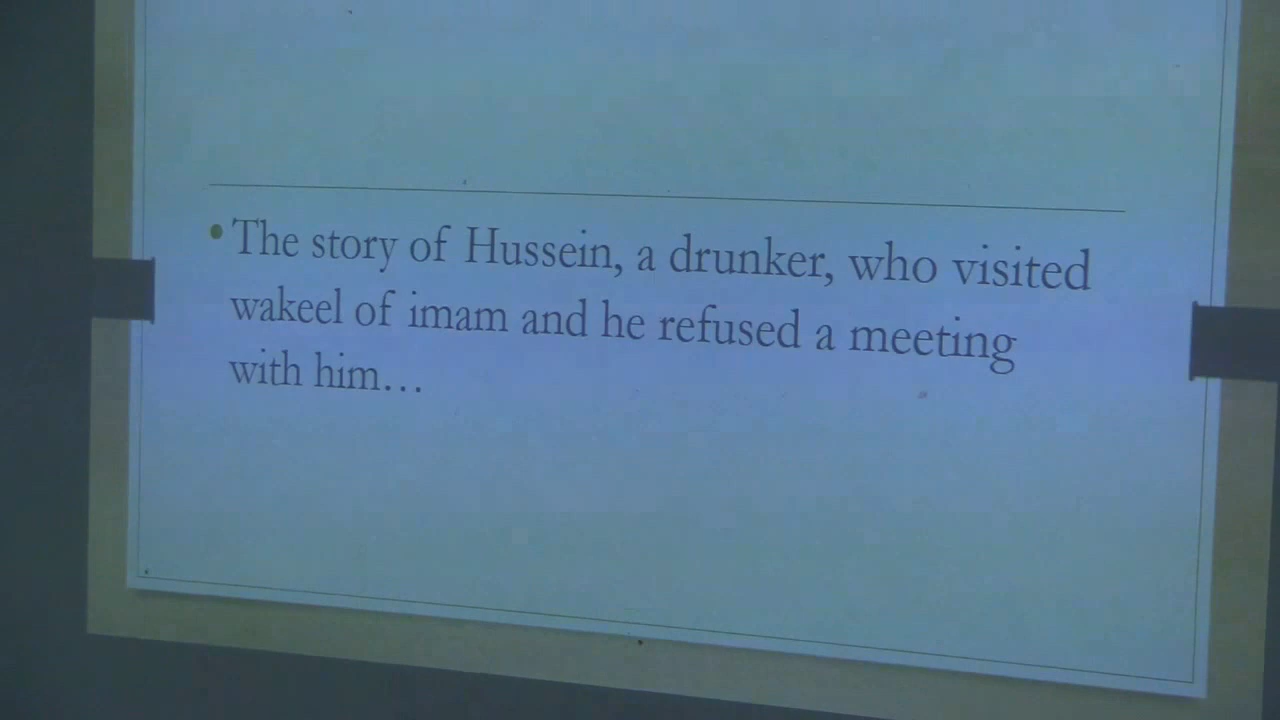 • The story of Hussein, a drunker, who visited
wakeel of imam and he refused a meeting
with him…